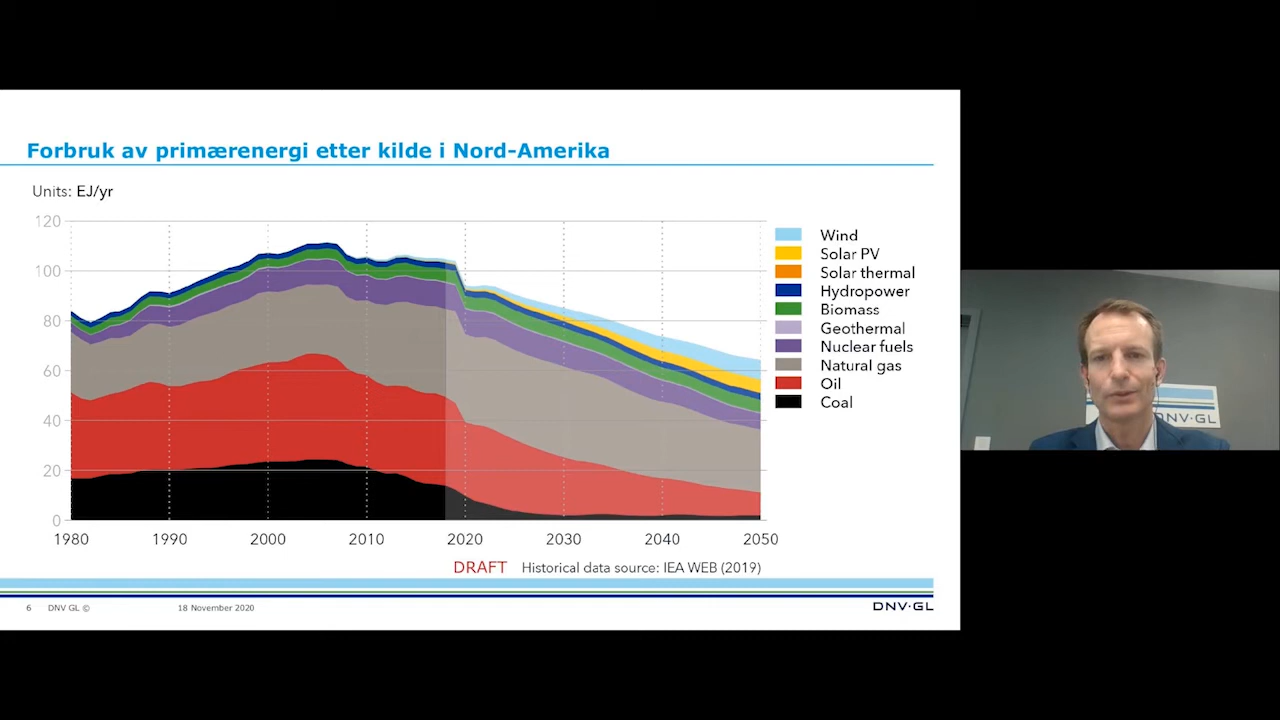 Forbruk av primærenergi etter kilde i Nord-Amerika
Units: EJ/yr
120
100
80
60
40
20
0
1980 1990 2000 2010 2020 2030 2040 2050
Wind
Solar PV
Solar thermal
Hydropower
Biomass
Geothermal
Nuclear fuels
Natural gas
Oil
Coal
DRAFT Historical data source: IEA WEB (2019)
6 DNV GL © 18 November 2020
DNV·GL
DNV·GL